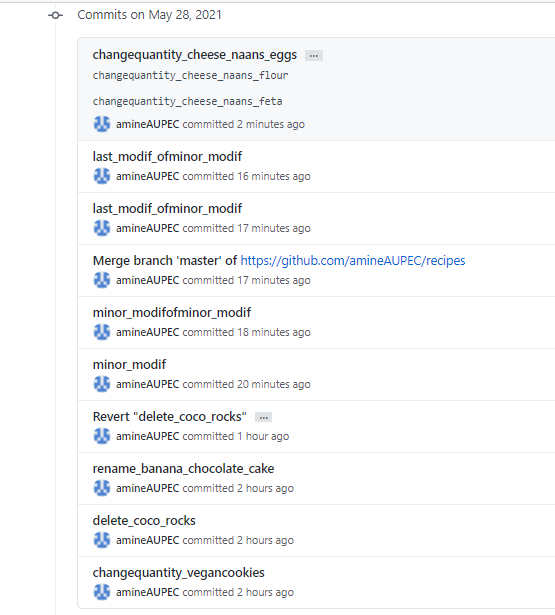 Commits on May 28, 2021
changequantity_cheese_naans_eggs ...
changequantity_cheese_naans_flour
changequantity_cheese_naans_feta
amineAUPEC committed 2 minutes ago
last_modif_ofminor_modif
amineAUPEC committed 16 minutes ago
last_modif_ofminor_modif
amineAUPEC committed 17 minutes ago
Merge branch 'master' of https://github.com/amineAUPEC/recipes
amineAUPEC committed 17 minutes ago
minor_modifofminor_modif
amineAUPEC committed 18 minutes ago
minor_modif
amineAUPEC committed 20 minutes ago
Revert "delete_coco_rocks" ...
amineAUPEC committed 1 hour ago
rename_banana_chocolate_cake
amineAUPEC committed 2 hours ago
delete_coco_rocks
amineAUPEC committed 2 hours ago
changequantity_vegancookies
amineAUPEC committed 2 hours ago